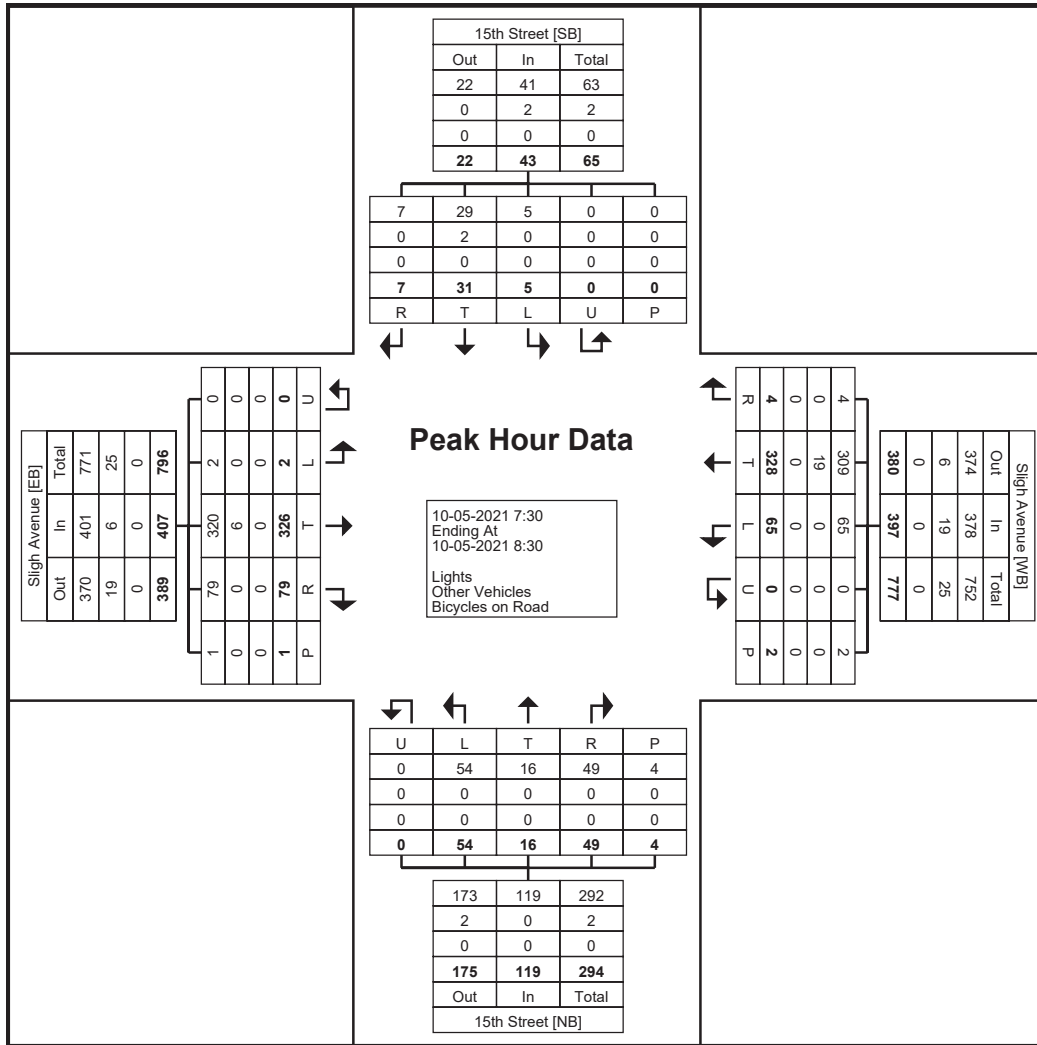 15th Street [SB]
Out In Total
22 41 63
0 2 2
0 0 0
22 43 65
7 29 5 0 0
0 2 0 0 0
0 0 0 0 0
7 31 5 0 0
R T L U P
Sligh Avenue [EB]
Total 771 25 0 796
In 401 6 0 407
Out 370 19 0 389
0 0 0 0 U
2 0 0 2 L
320 6 0 326 T
79 0 0 79 R
1 0 0 1 P
Peak Hour Data
10-05-2021 7:30
Ending At
10-05-2021 8:30
Lights
Other Vehicles
Bicycles on Road
R 4 0 0 4
T 328 0 19 309
L 65 0 0 65
U 0 0 0 0
P 2 0 0 2
380 0 6 374 Out
397 0 19 378 In
777 0 25 752 Total
Sligh Avenue [WB]
U L T R P
0 54 16 49 4
0 0 0 0 0
0 0 0 0 0
0 54 16 49 4
173 119 292
2 0 2
0 0 0
175 119 294
Out In Total
15th Street [NB]